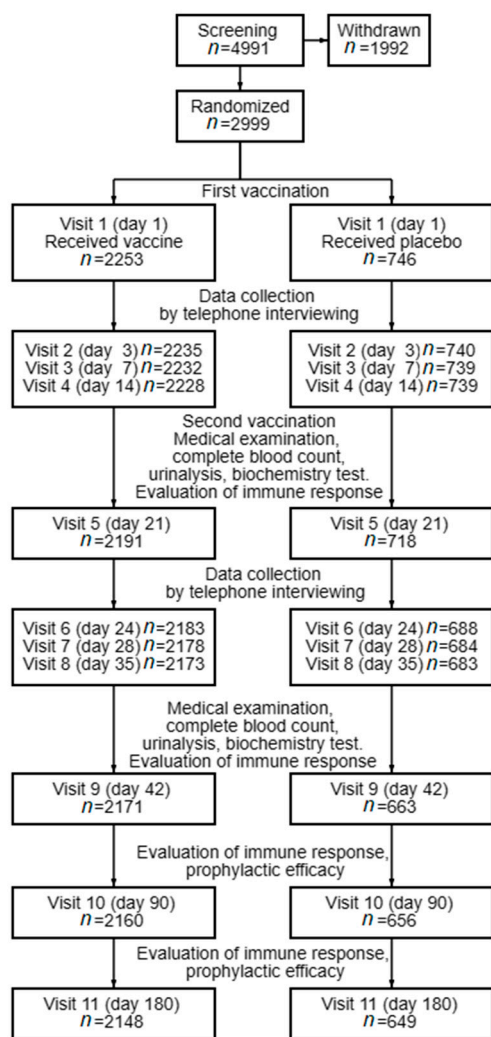 Screening
n=4991
Withdrawn
n=1992
Randomized
n=2999
First vaccination
Visit 1 (day 1)
Received vaccine
n=2253
Visit 1 (day 1)
Received placebo
n=746
Data collection
by telephone interviewing
Visit 2 (day 3) n=2235
Visit 3 (day 7) n=2232
Visit 4 (day 14) n=2228
Visit 2 (day 3) n=740
Visit 3 (day 7) n=739
Visit 4 (day 14) n=739
Second vaccination
Medical examination,
complete blood count,
urinalysis, biochemistry test.
Evaluation of immune response
Visit 5 (day 21)
n=2191
Visit 5 (day 21)
n=718
Data collection
by telephone interviewing
Visit 6 (day 24) n=2183
Visit 7 (day 28) n=2178
Visit 8 (day 35) n=2173
Visit 6 (day 24) n=688
Visit 7 (day 28) n=684
Visit 8 (day 35) n=683
Medical examination,
complete blood count,
urinalysis, biochemistry test.
Evaluation of immune response
Visit 9 (day 42)
n=2171
Visit 9 (day 42)
n=663
Evaluation of immune response,
prophylactic efficacy
Visit 10 (day 90)
n=2160
Visit 10 (day 90)
n=656
Evaluation of immune response,
prophylactic efficacy
Visit 11 (day 180)
n=2148
Visit 11 (day 180)
n=649